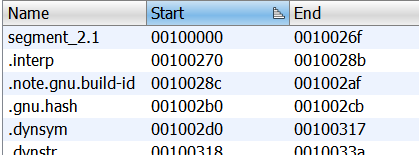 Name Start End
segment_2.1 00100000 0010026f
.interp 00100270 0010028b
.note.gnu.build-id 0010028c 001002af
.gnu.hash 001002b0 001002cb
.dynsym 001002d0 00100317
.dynstr 00100318 0010033a